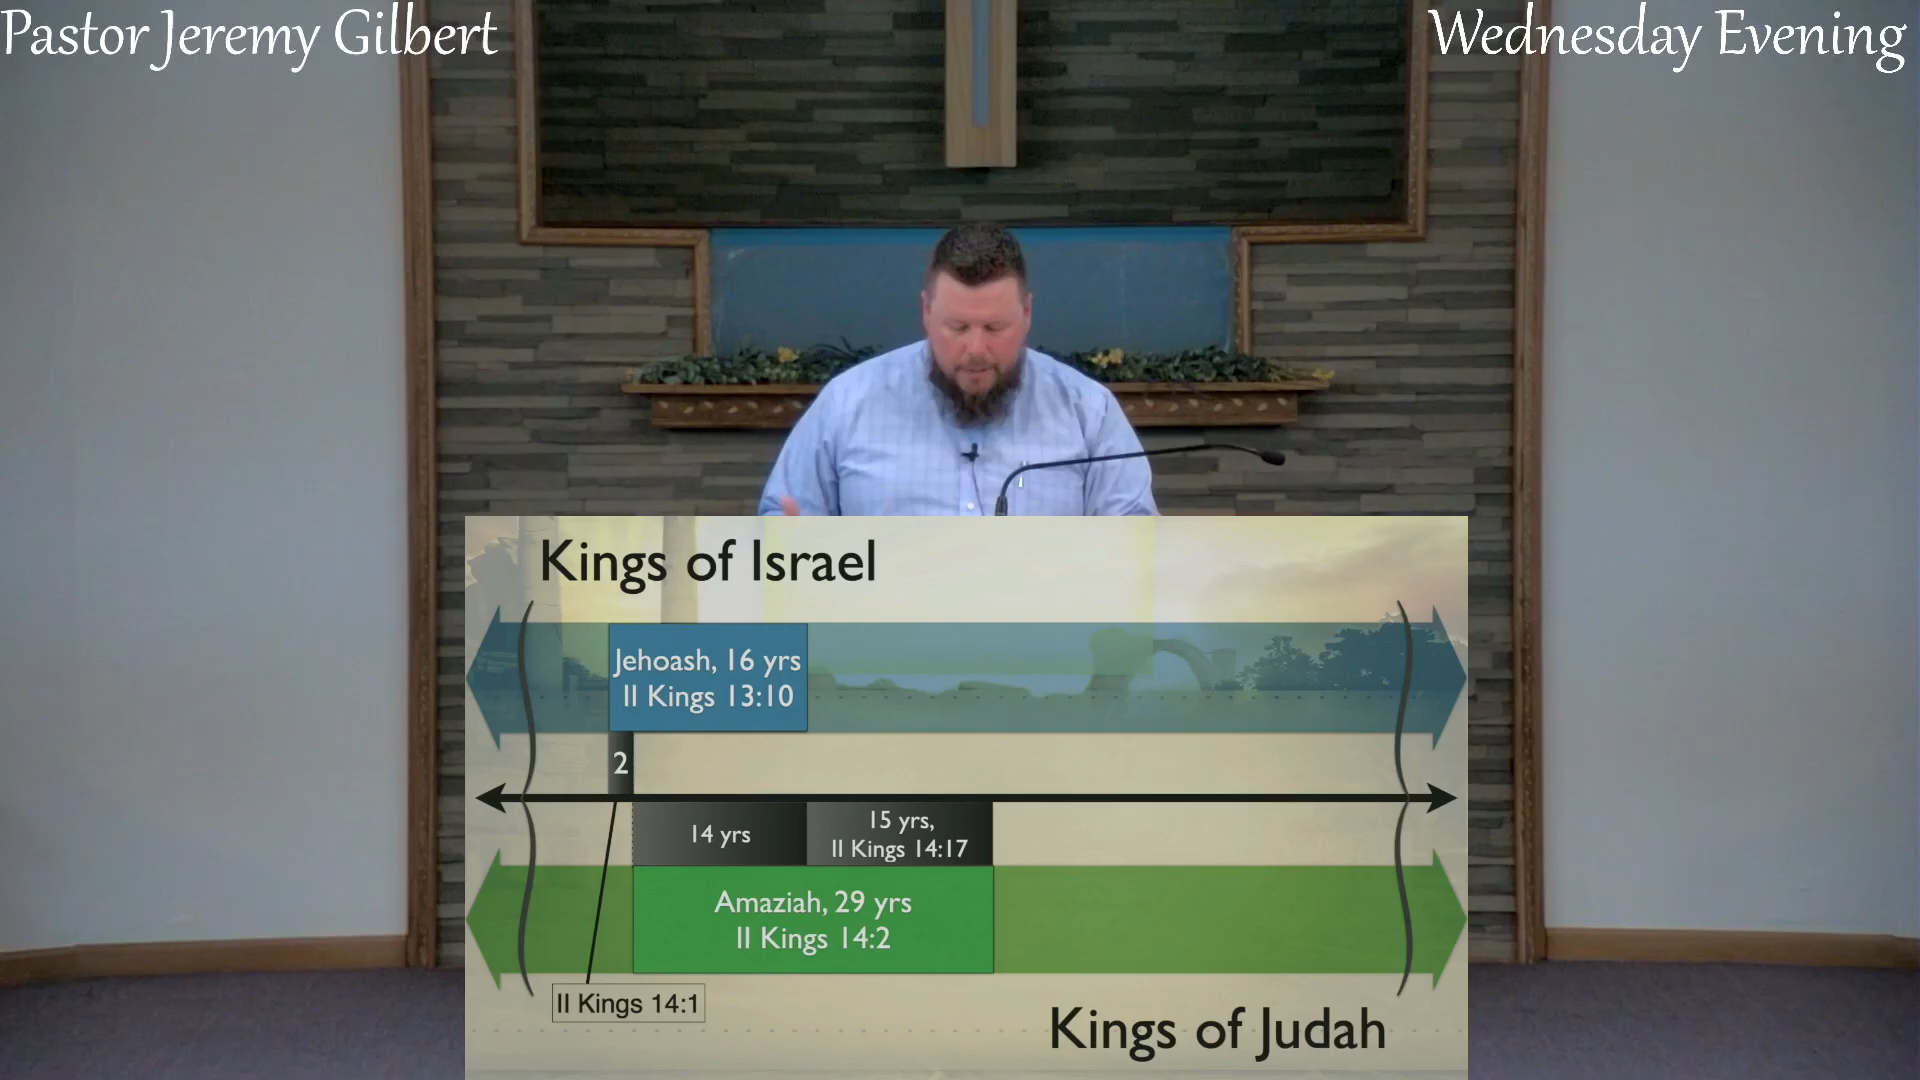 Pastor Jeremy Gilbert
Wednesday Evening
Kings of Israel
Jehoash, 16 yrs
II Kings 13:10
2
14 yrs
15 yrs,
II Kings 14:17
Amaziah, 29 yrs
II Kings 14:2
II Kings 14:1
Kings of Judah